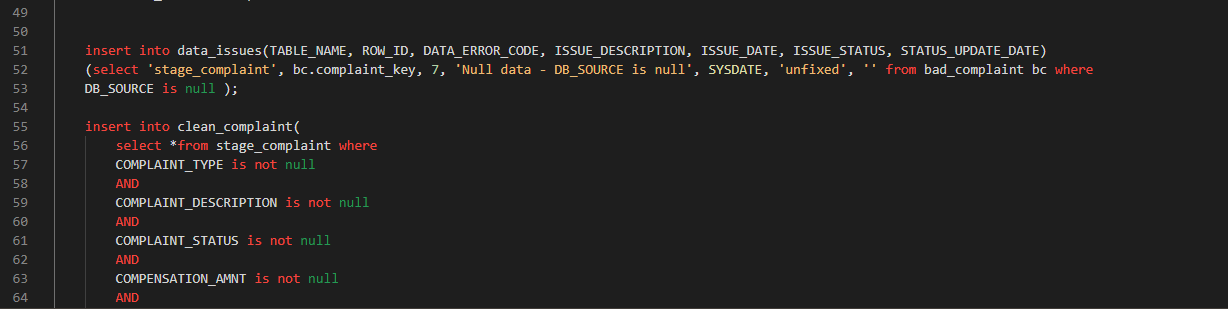 49
50
51 insert into data_issues(TABLE_NAME, ROW_ID, DATA_ERROR_CODE, ISSUE_DESCRIPTION, ISSUE_DATE, ISSUE_STATUS, STATUS_UPDATE_DATE)
52 (select 'stage_complaint', bc.complaint_key, 7, 'Null data - DB_SOURCE is null', SYSDATE, 'unfixed', '' from bad_complaint bc where
53 DB_SOURCE is null );
54
55 insert into clean_complaint(
56 select *from stage_complaint where
57 COMPLAINT_TYPE is not null
58 AND
59 COMPLAINT_DESCRIPTION is not null
60 AND
61 COMPLAINT_STATUS is not null
62 AND
63 COMPENSATION_AMNT is not null
64 AND